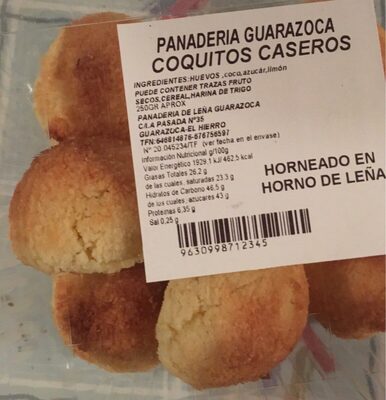 PANADERIA GUARAZOCA
COQUITOS CASEROS
INGREDIENTES:HUEVOS ,coco,azucár,limón
PUEDE CONTENER TRAZAS FRUTO
SECOS,CEREAL,HARINA DE TRIGO
250GR APROX
PANADERIA DE LEÑA GUARAZOCA
C/LA PASADA Nº35
GUARAZOCA-EL HIERRO
TFN:646814876-676756597
Nº 20.045234/TF (ver fecha en el envase)
Información Nutricional g/100g
Valor Energético 1929.1 kJ/462,5 kcal
Grasas Totales 26,2 g
de las cuales, saturadas 23,3 g
Hidratos de Carbono 46,5 g
de los cuales, azúcares 43 g
Proteinas 6,35 g
Sal 0,25 g
HORNEADO EN
HORNO DE LEÑA
9630998712345